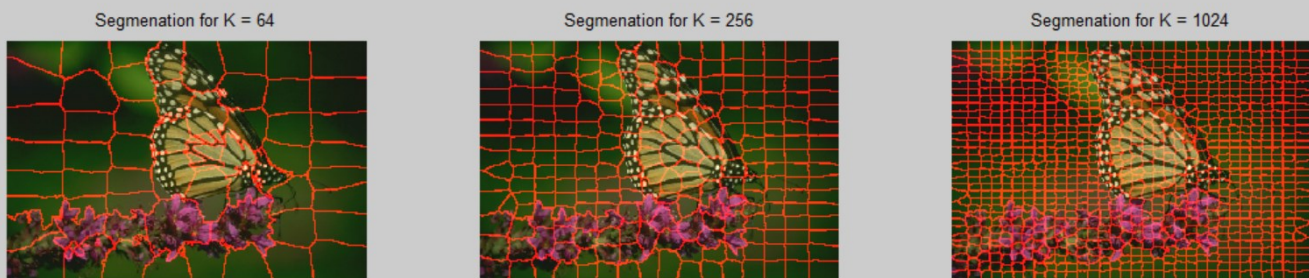 Segmenation for K = 64
Segmenation for K = 256
Segmenation for K = 1024